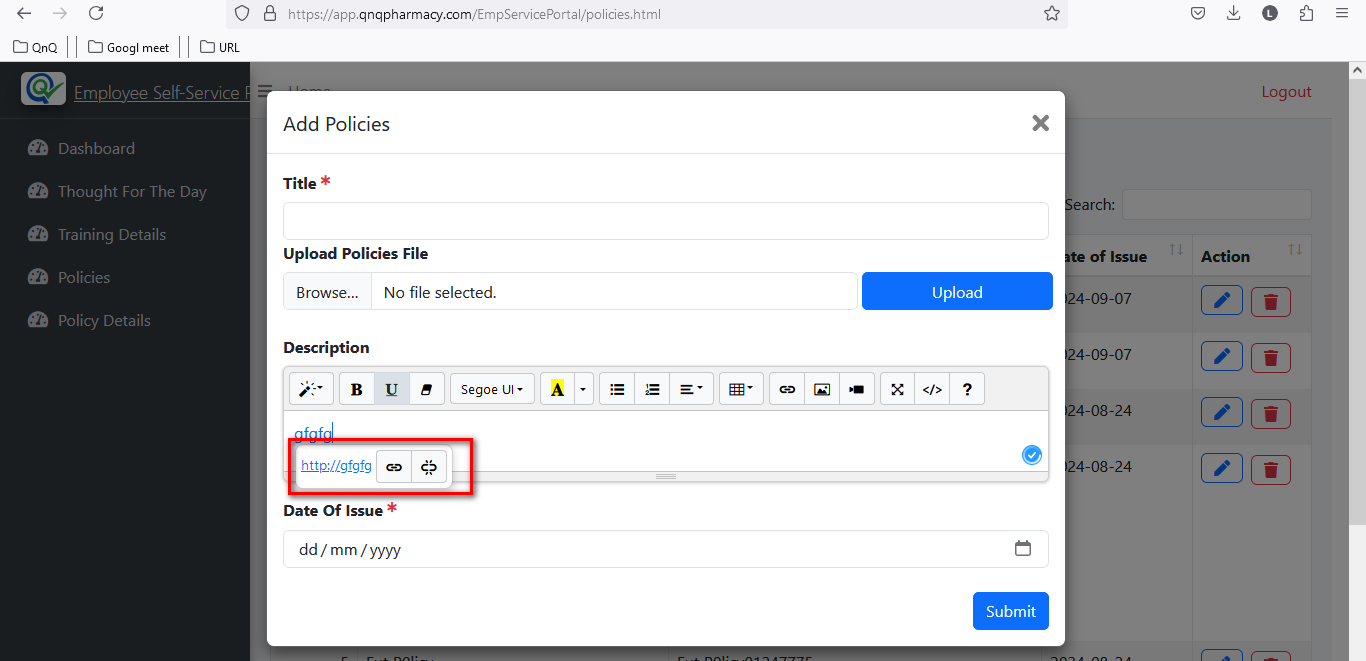 https://app.qnqpharmacy.com/EmpServicePortal/policies.html
L
QnQ Googl meet URL
Employee Self-Service
Home
Logout
Dashboard
Thought For The Day
Training Details
Policies
Policy Details
Add Policies
Title *
Upload Policies File
Browse... No file selected. Upload
Description
B U Segoe UI A </> ?
gfgfg
http://gfgfg
Date Of Issue *
dd / mm / yyyy
Submit
Search:
ate of Issue Action
024-09-07
024-09-07
024-08-24
024-08-24